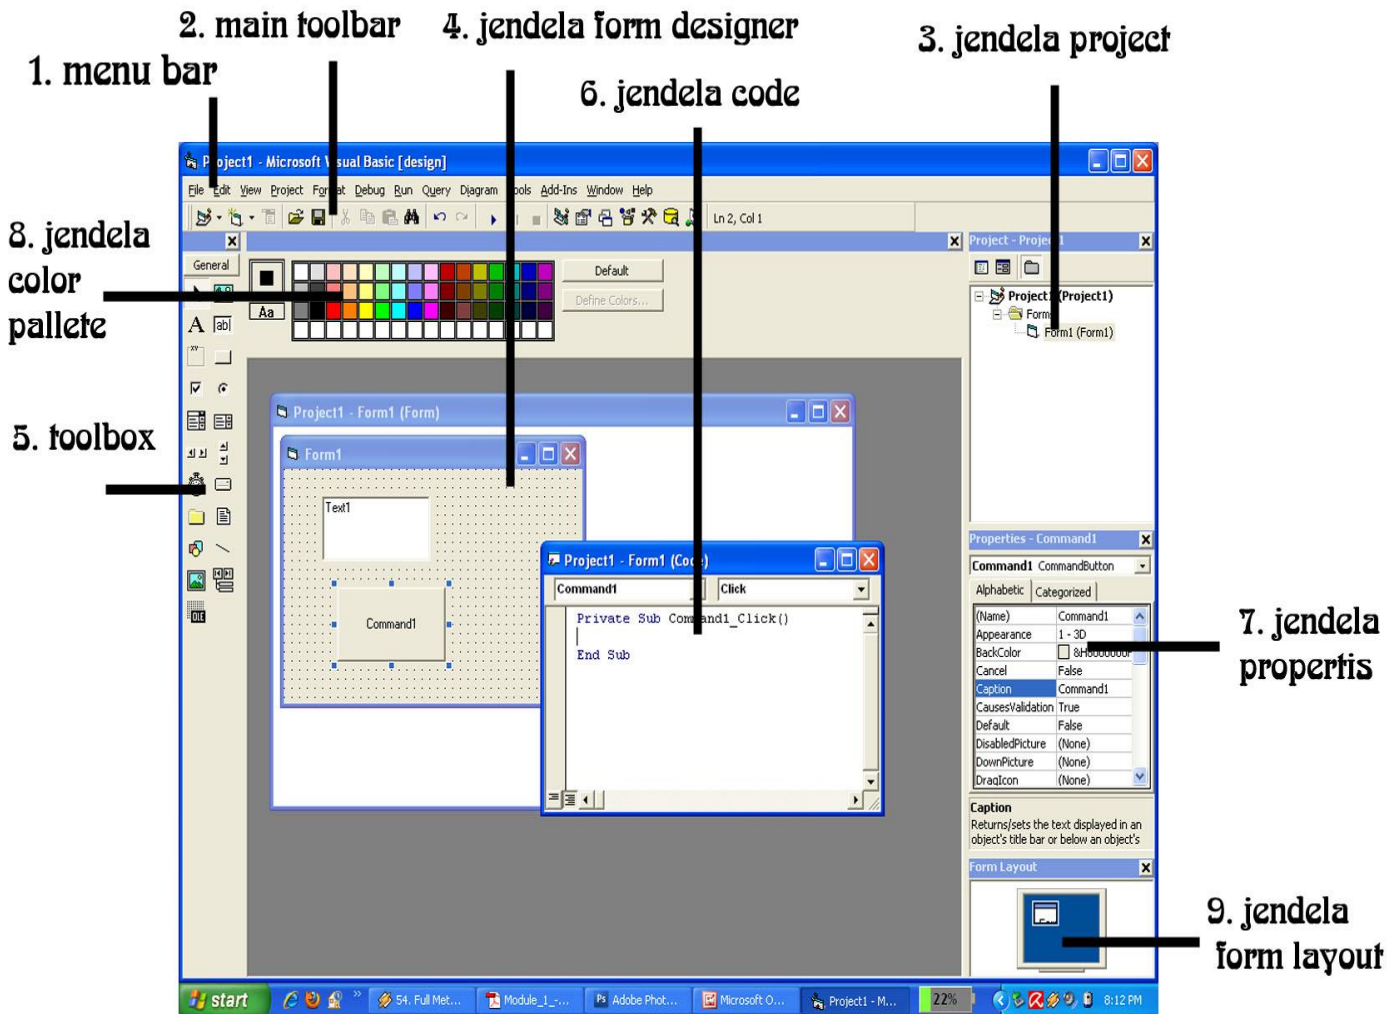 2. main toolbar
4. jendela form designer
3. jendela project
1. menu bar
6. jendela code
Project1 - Microsoft Visual Basic [design]
File Edit View Project Format Debug Run Query Diagram Tools Add-Ins Window Help
Ln 2, Col 1
8. jendela
color
pallete
General
A
abl
xv
Aa
Default
Define Colors...
Project - Project1
Project1 (Project1)
Forms
Form1 (Form1)
5. toolbox
OLE
Project1 - Form1 (Form)
Form1
Text1
Command1
Project1 - Form1 (Code)
Command1
Click
Private Sub Command1_Click()
End Sub
Properties - Command1
Command1 CommandButton
Alphabetic Categorized
(Name) Command1
Appearance 1 - 3D
BackColor
Cancel False
Caption Command1
CausesValidation True
Default False
DisabledPicture (None)
DownPicture (None)
DragIcon (None)
Caption
Returns/sets the text displayed in an
object's title bar or below an object's
7. jendela
propertis
Form Layout
9. jendela
form layout
start
54. Full Met...
Module_1_-...
Ps Adobe Phot...
Microsoft O...
Project1 - M...
22%
8:12 PM